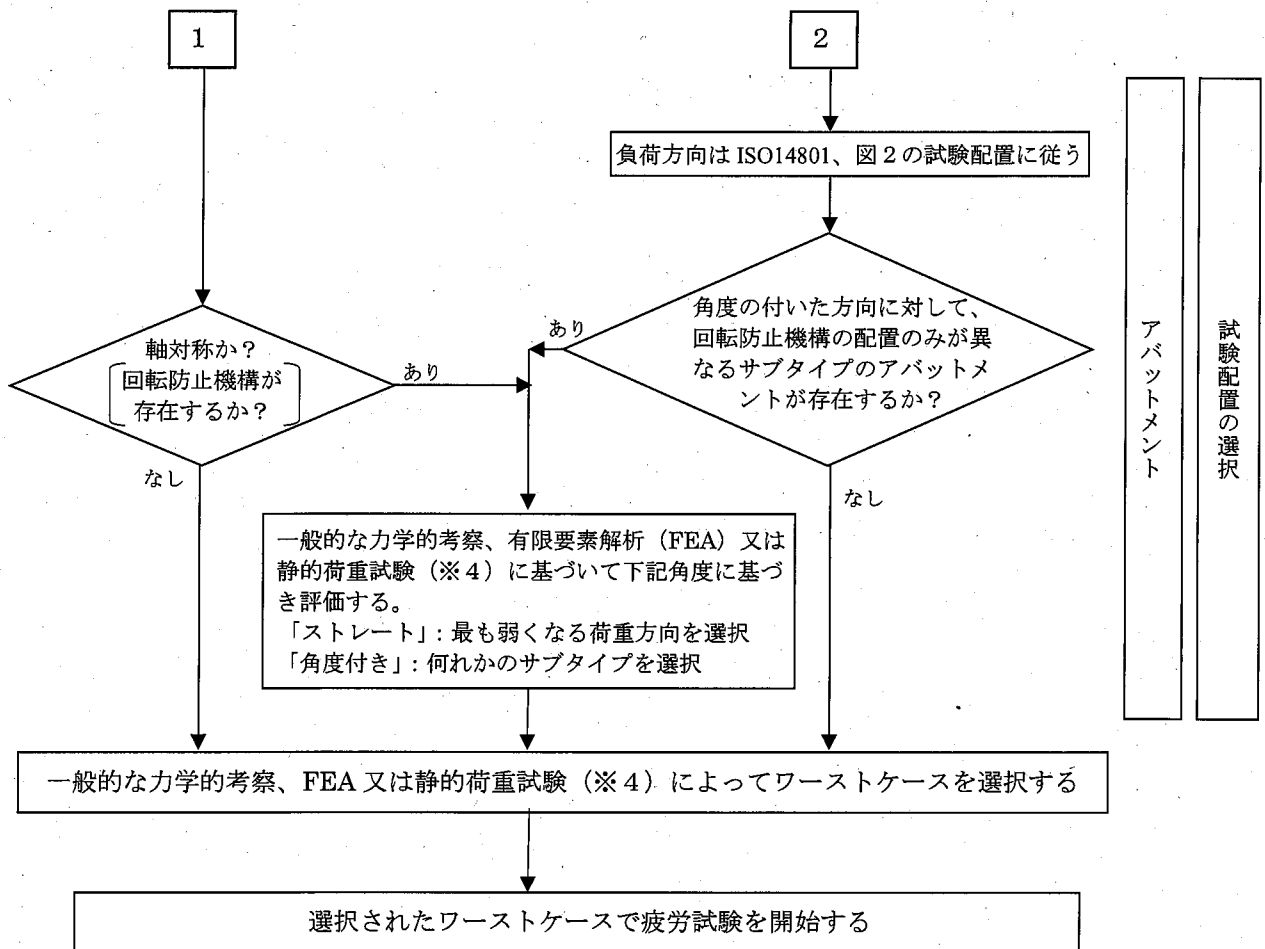 1
2
負荷方向は ISO14801、図２の試験配置に従う
軸対称か？
回転防止機構が
存在するか？
あり
なし
角度の付いた方向に対して、
回転防止機構の配置のみが異
なるサブタイプのアバットメ
ントが存在するか？
あり
なし
一般的な力学的考察、有限要素解析（FEA）又は
静的荷重試験（※４）に基づいて下記角度に基づ
き評価する。
「ストレート」：最も弱くなる荷重方向を選択
「角度付き」：何れかのサブタイプを選択
アバットメント
試験配置の選択
一般的な力学的考察、FEA 又は静的荷重試験（※４）によってワーストケースを選択する
選択されたワーストケースで疲労試験を開始する